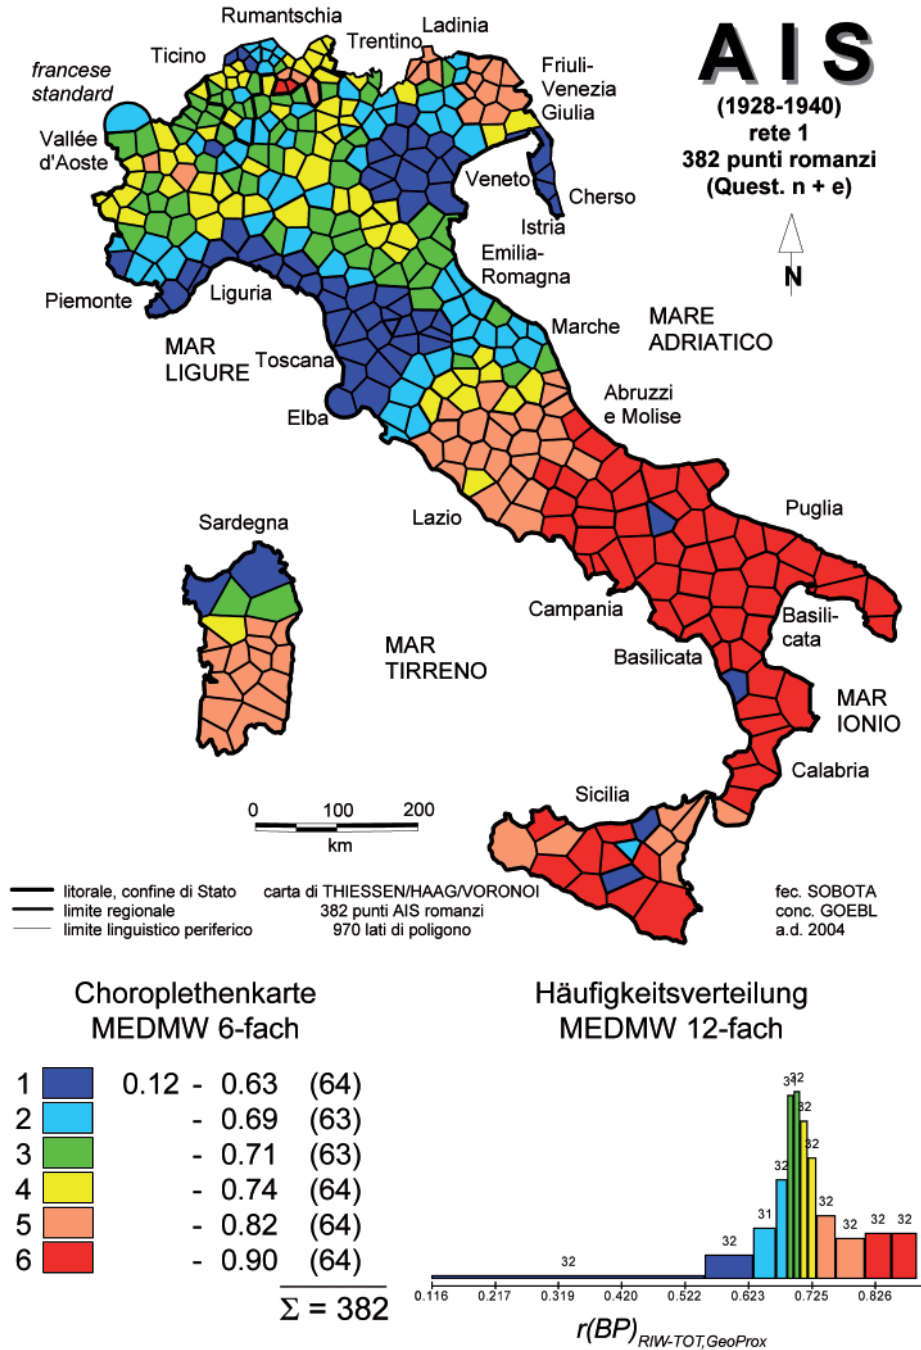 Rumantschia
Ladinia
Trentino
Ticino
francese
standard
Vallée
d'Aoste
Friuli-
Venezia
Giulia
AIS
(1928-1940)
rete 1
382 punti romanzi
(Quest. n + e)
N
Veneto
Cherso
Istria
Emilia-
Romagna
Piemonte
Liguria
MAR
LIGURE
Toscana
Elba
Marche
MARE
ADRIATICO
Abruzzi
e Molise
Lazio
Puglia
Sardegna
Campania
Basili-
cata
Basilicata
MAR
TIRRENO
MAR
IONIO
Calabria
Sicilia
0 100 200
km
litorale, confine di Stato
limite regionale
limite linguistico periferico
carta di THIESSEN/HAAG/VORONOI
382 punti AIS romanzi
970 lati di poligono
fec. SOBOTA
conc. GOEBL
a.d. 2004
Choroplethenkarte
MEDMW 6-fach
1 0.12 - 0.63 (64)
2 - 0.69 (63)
3 - 0.71 (63)
4 - 0.74 (64)
5 - 0.82 (64)
6 - 0.90 (64)
Σ = 382
Häufigkeitsverteilung
MEDMW 12-fach
32 32 31 32 31 32 32 32 32 32 32 32
0.116 0.217 0.319 0.420 0.522 0.623 0.725 0.826
r(BP)RIW-TOT,GeoProx